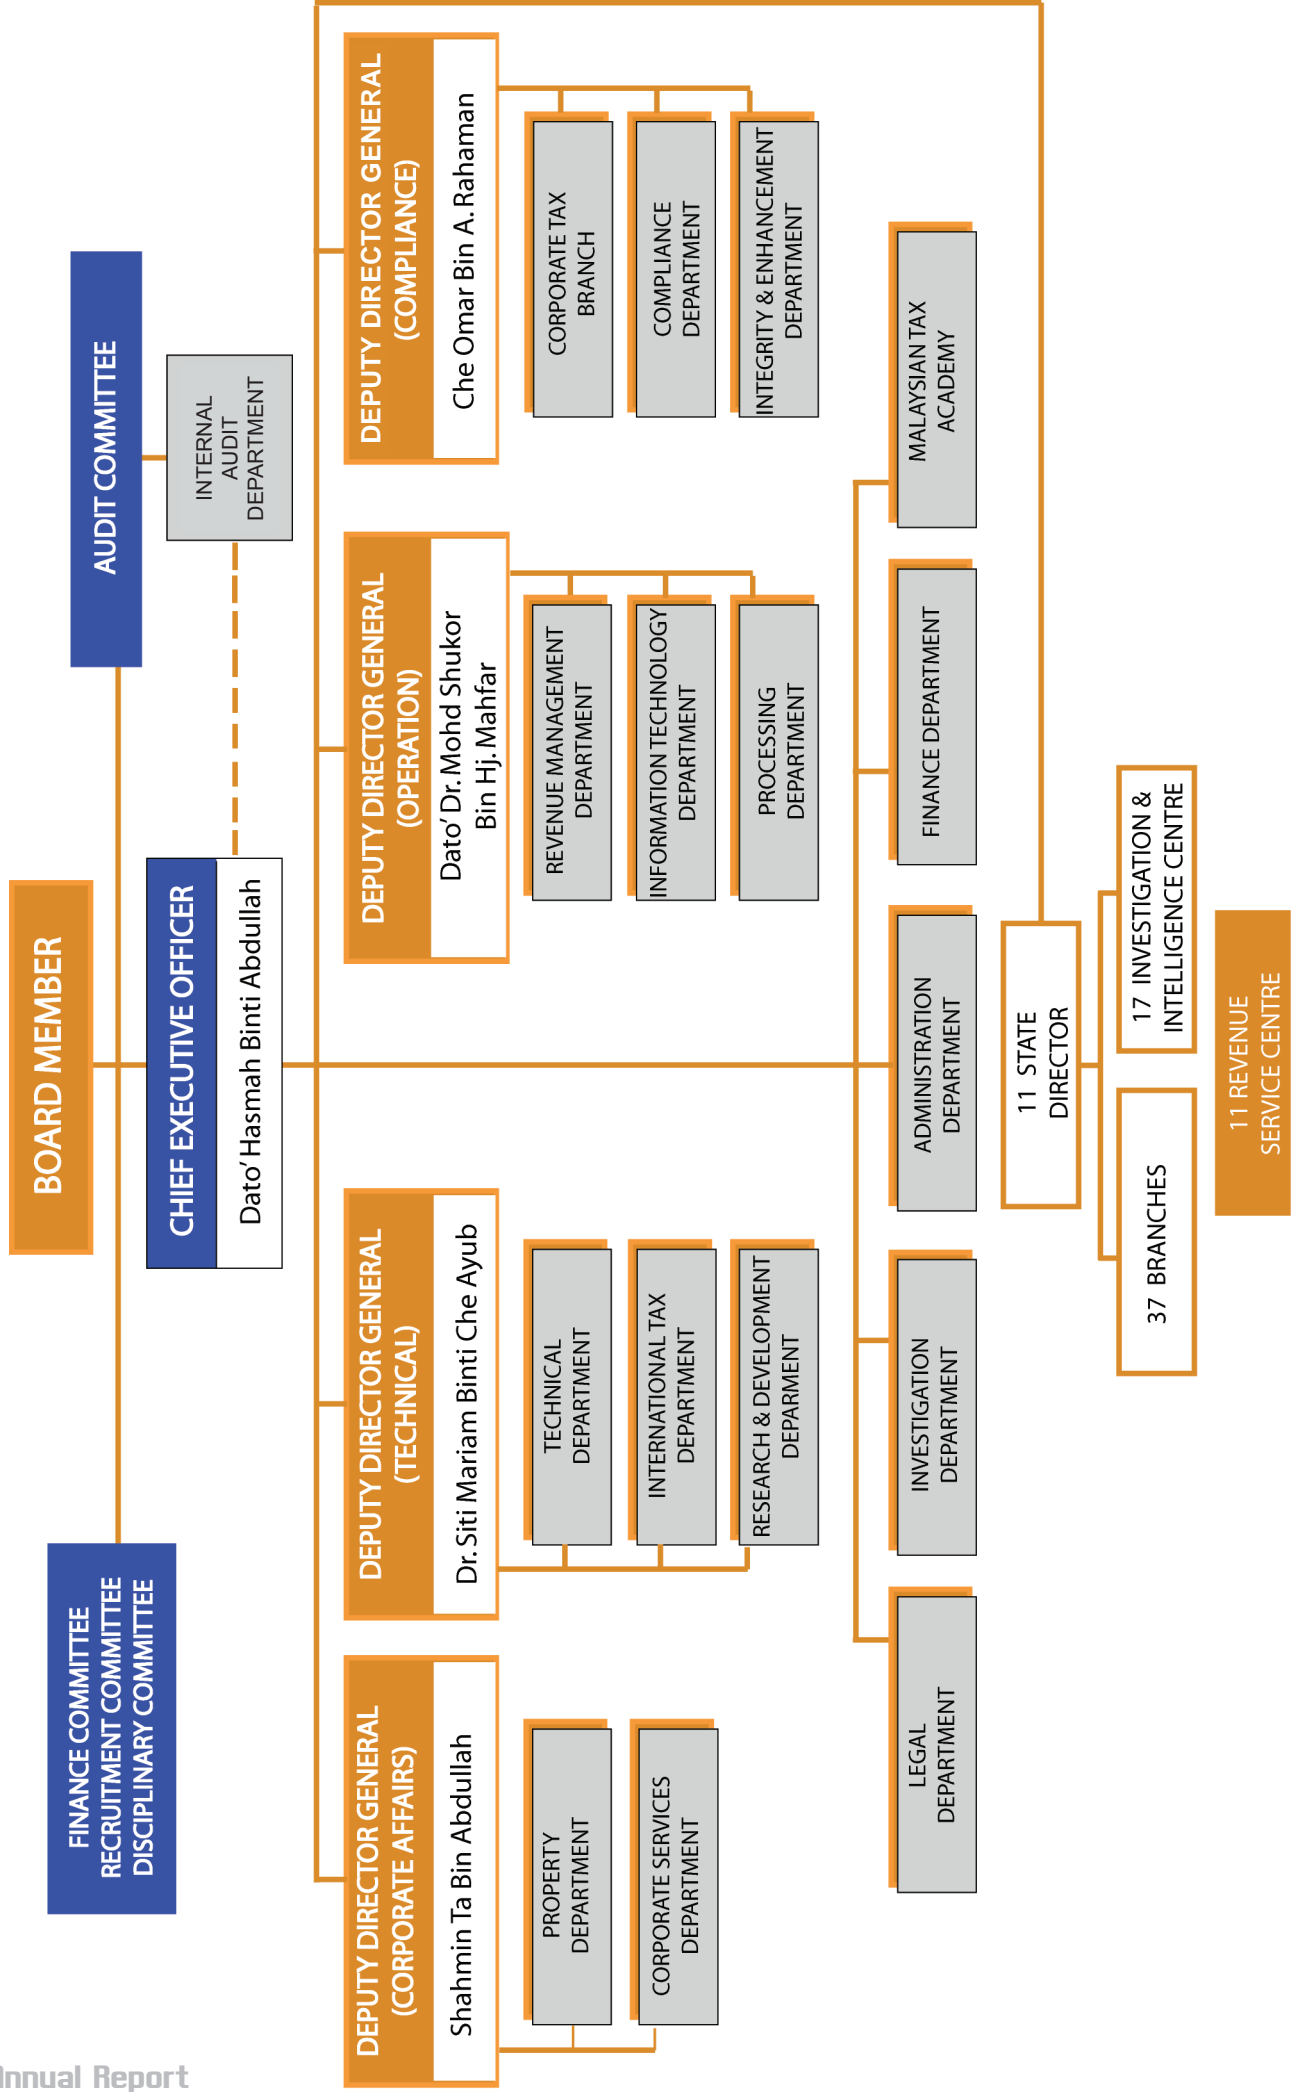 BOARD MEMBER
FINANCE COMMITTEE
RECRUITMENT COMMITTEE
DISCIPLINARY COMMITTEE
AUDIT COMMITTEE
CHIEF EXECUTIVE OFFICER
Dato' Hasmah Binti Abdullah
INTERNAL
AUDIT
DEPARTMENT
DEPUTY DIRECTOR GENERAL
(CORPORATE AFFAIRS)
Shahmin Ta Bin Abdullah
PROPERTY
DEPARTMENT
CORPORATE SERVICES
DEPARTMENT
DEPUTY DIRECTOR GENERAL
(TECHNICAL)
Dr. Siti Mariam Binti Che Ayub
TECHNICAL
DEPARTMENT
INTERNATIONAL TAX
DEPARTMENT
RESEARCH & DEVELOPMENT
DEPARMENT
DEPUTY DIRECTOR GENERAL
(OPERATION)
Dato' Dr. Mohd Shukor
Bin Hj. Mahfar
REVENUE MANAGEMENT
DEPARTMENT
INFORMATION TECHNOLOGY
DEPARTMENT
PROCESSING
DEPARTMENT
DEPUTY DIRECTOR GENERAL
(COMPLIANCE)
Che Omar Bin A. Rahaman
CORPORATE TAX
BRANCH
COMPLIANCE
DEPARTMENT
INTEGRITY & ENHANCEMENT
DEPARTMENT
LEGAL
DEPARTMENT
INVESTIGATION
DEPARTMENT
ADMINISTRATION
DEPARTMENT
FINANCE DEPARTMENT
MALAYSIAN TAX
ACADEMY
11 STATE
DIRECTOR
37 BRANCHES
17 INVESTIGATION &
INTELLIGENCE CENTRE
11 REVENUE
SERVICE CENTRE
Annual Report